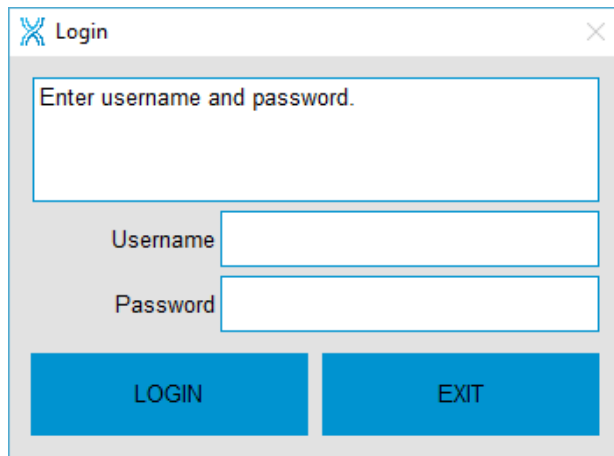 Login
Enter username and password.
Username
Password
LOGIN
EXIT